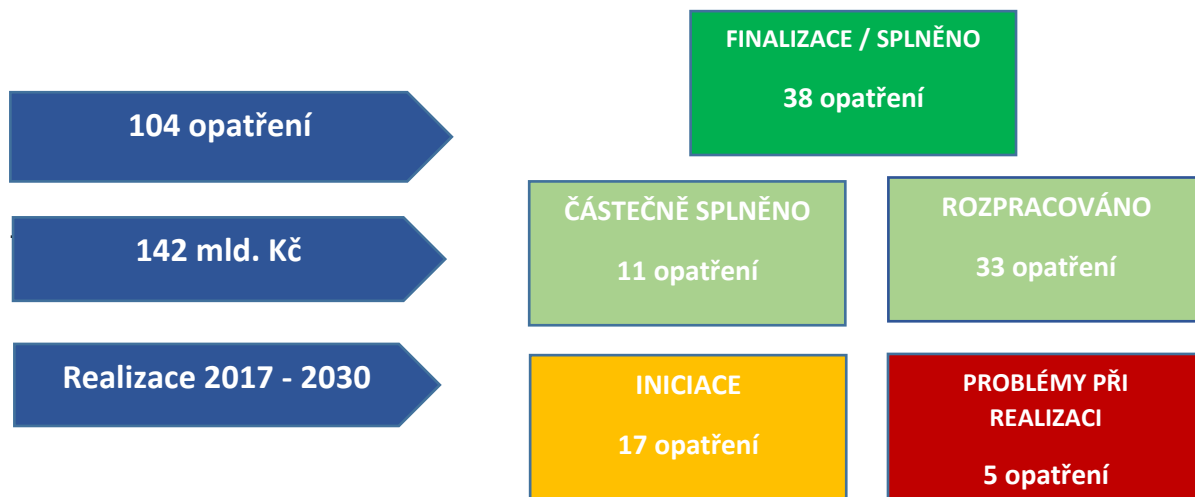 104 opatření
142 mld. Kč
Realizace 2017 - 2030
FINALIZACE / SPLNĚNO
38 opatření
ČÁSTEČNĚ SPLNĚNO
11 opatření
ROZPRACOVÁNO
33 opatření
INICIACE
17 opatření
PROBLÉMY PŘI
REALIZACI
5 opatření